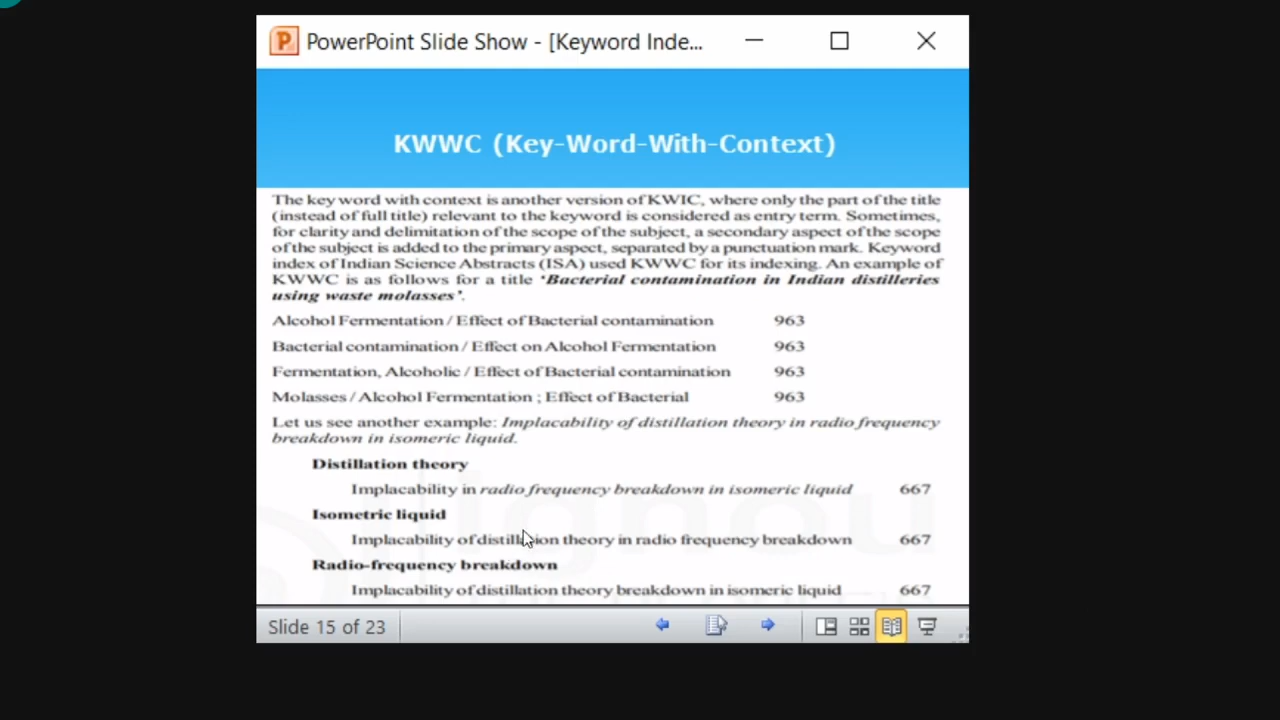 PowerPoint Slide Show - [Keyword Inde...
KWWC (Key-Word-With-Context)
The key word with context is another version of KWIC, where only the part of the title
(instead of full title) relevant to the keyword is considered as entry term. Sometimes,
for clarity and delimitation of the scope of the subject, a secondary aspect of the scope
of the subject is added to the primary aspect, separated by a punctuation mark. Keyword
index of Indian Science Abstracts (ISA) used KWWC for its indexing. An example of
KWWC is as follows for a title ‘Bacterial contamination in Indian distilleries
using waste molasses’.
Alcohol Fermentation / Effect of Bacterial contamination 963
Bacterial contamination / Effect on Alcohol Fermentation 963
Fermentation, Alcoholic / Effect of Bacterial contamination 963
Molasses / Alcohol Fermentation ; Effect of Bacterial 963
Let us see another example: Implacability of distillation theory in radio frequency
breakdown in isomeric liquid.
Distillation theory
Implacability in radio frequency breakdown in isomeric liquid 667
Isometric liquid
Implacability of distillation theory in radio frequency breakdown 667
Radio-frequency breakdown
Implacability of distillation theory breakdown in isomeric liquid 667
Slide 15 of 23